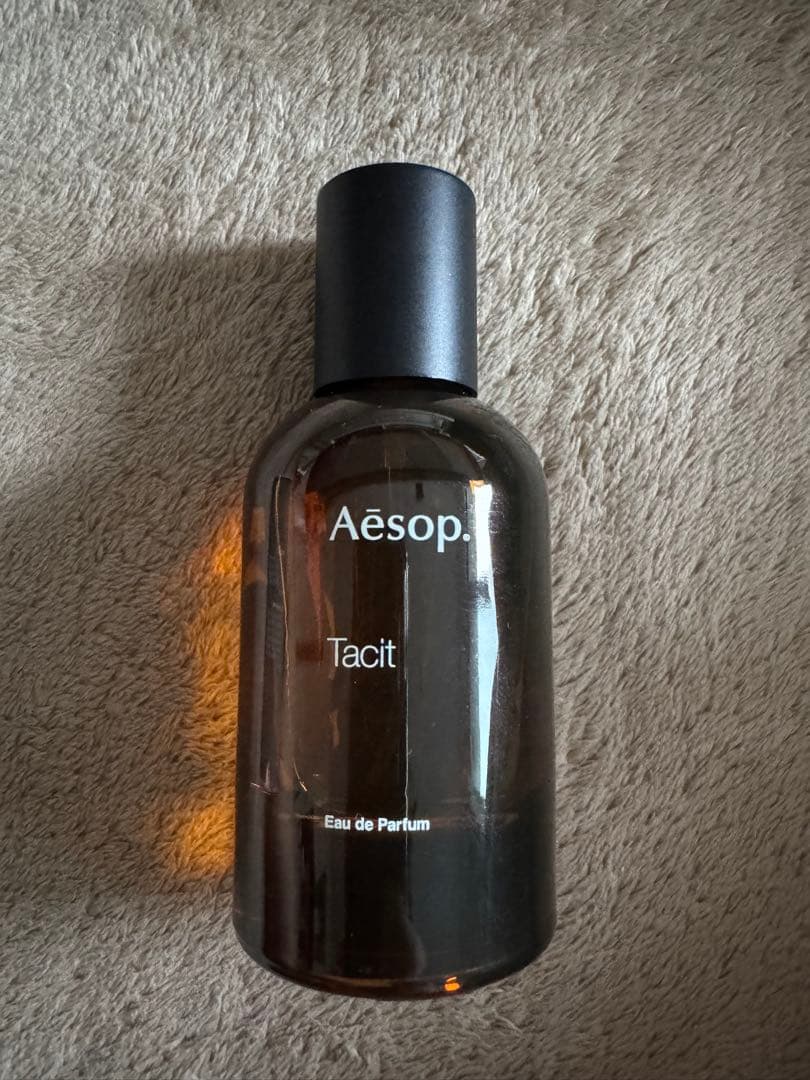 Aēsop.
Tacit
Eau de Parfum